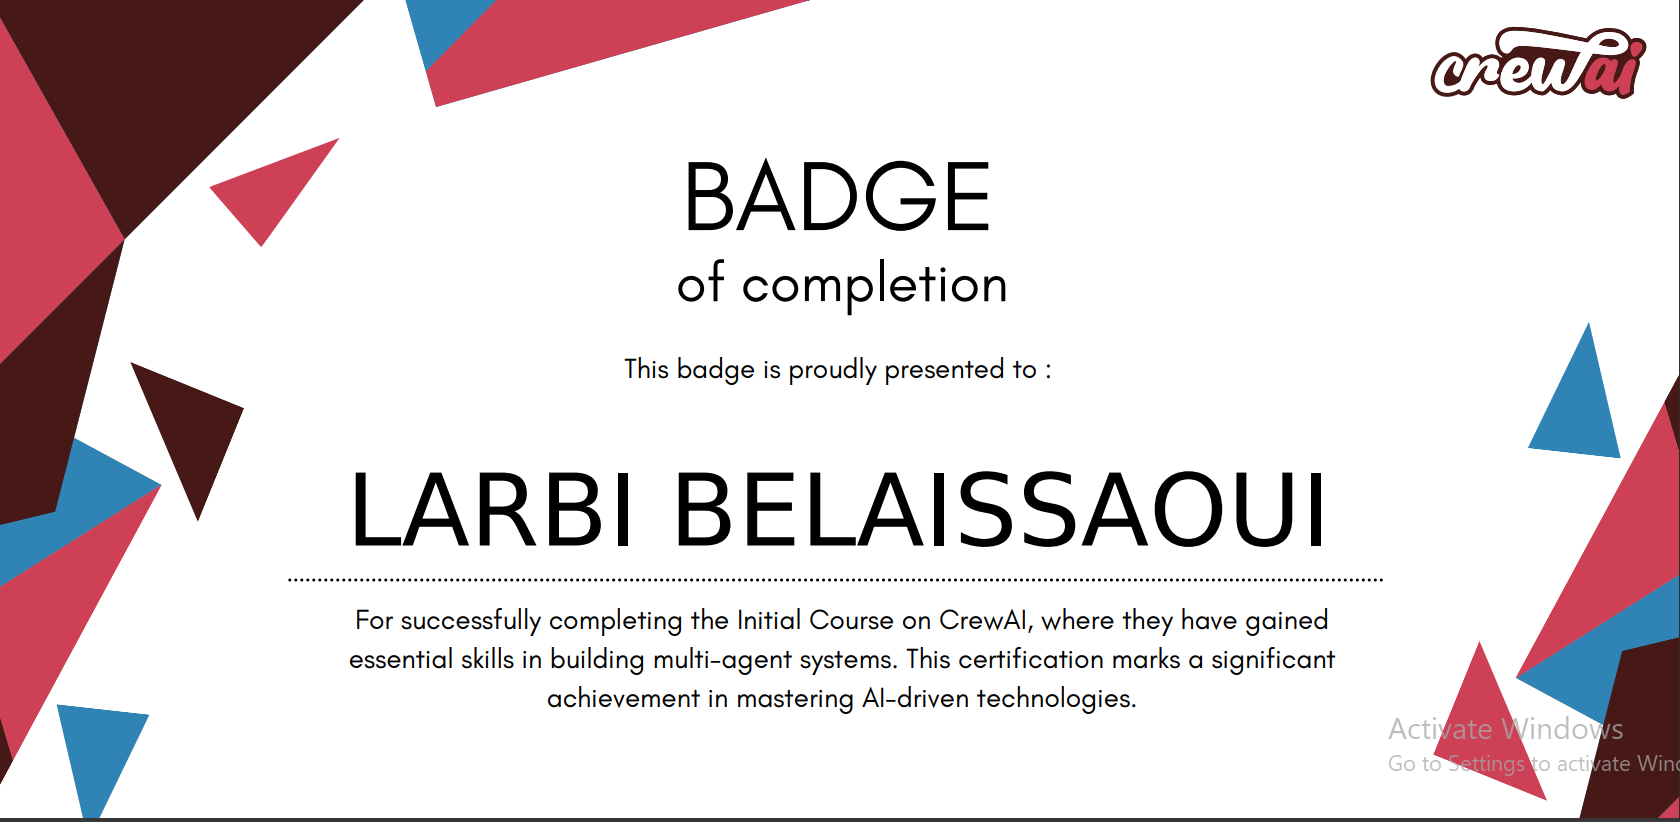 crewai
BADGE
of completion
This badge is proudly presented to :
LARBI BELAISSAOUI
For successfully completing the Initial Course on CrewAI, where they have gained
essential skills in building multi-agent systems. This certification marks a significant
achievement in mastering AI-driven technologies.
Activate Windows
Go to Settings to activate Wind